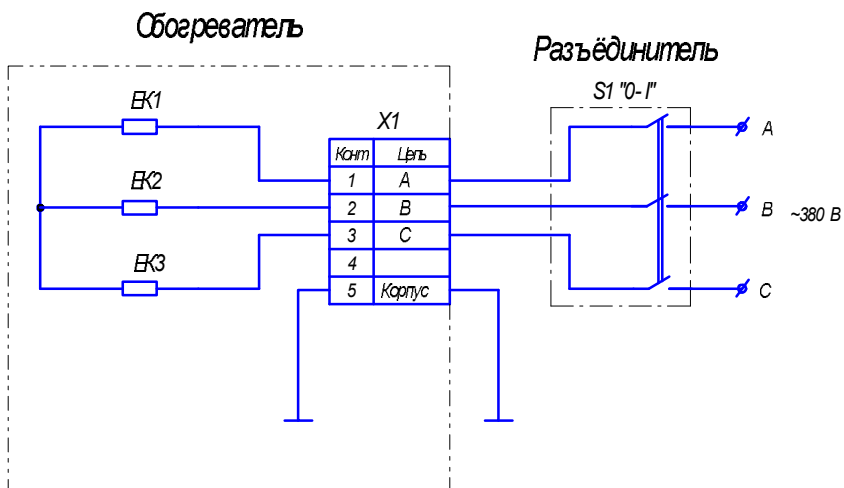 Обогреватель
Разъёдинитель
S1 "0- I"
EK1
X1
A
Конт Цепь
1 A
EK2
2 B
B ~380 В
3 C
EK3
4
5 Корпус
C